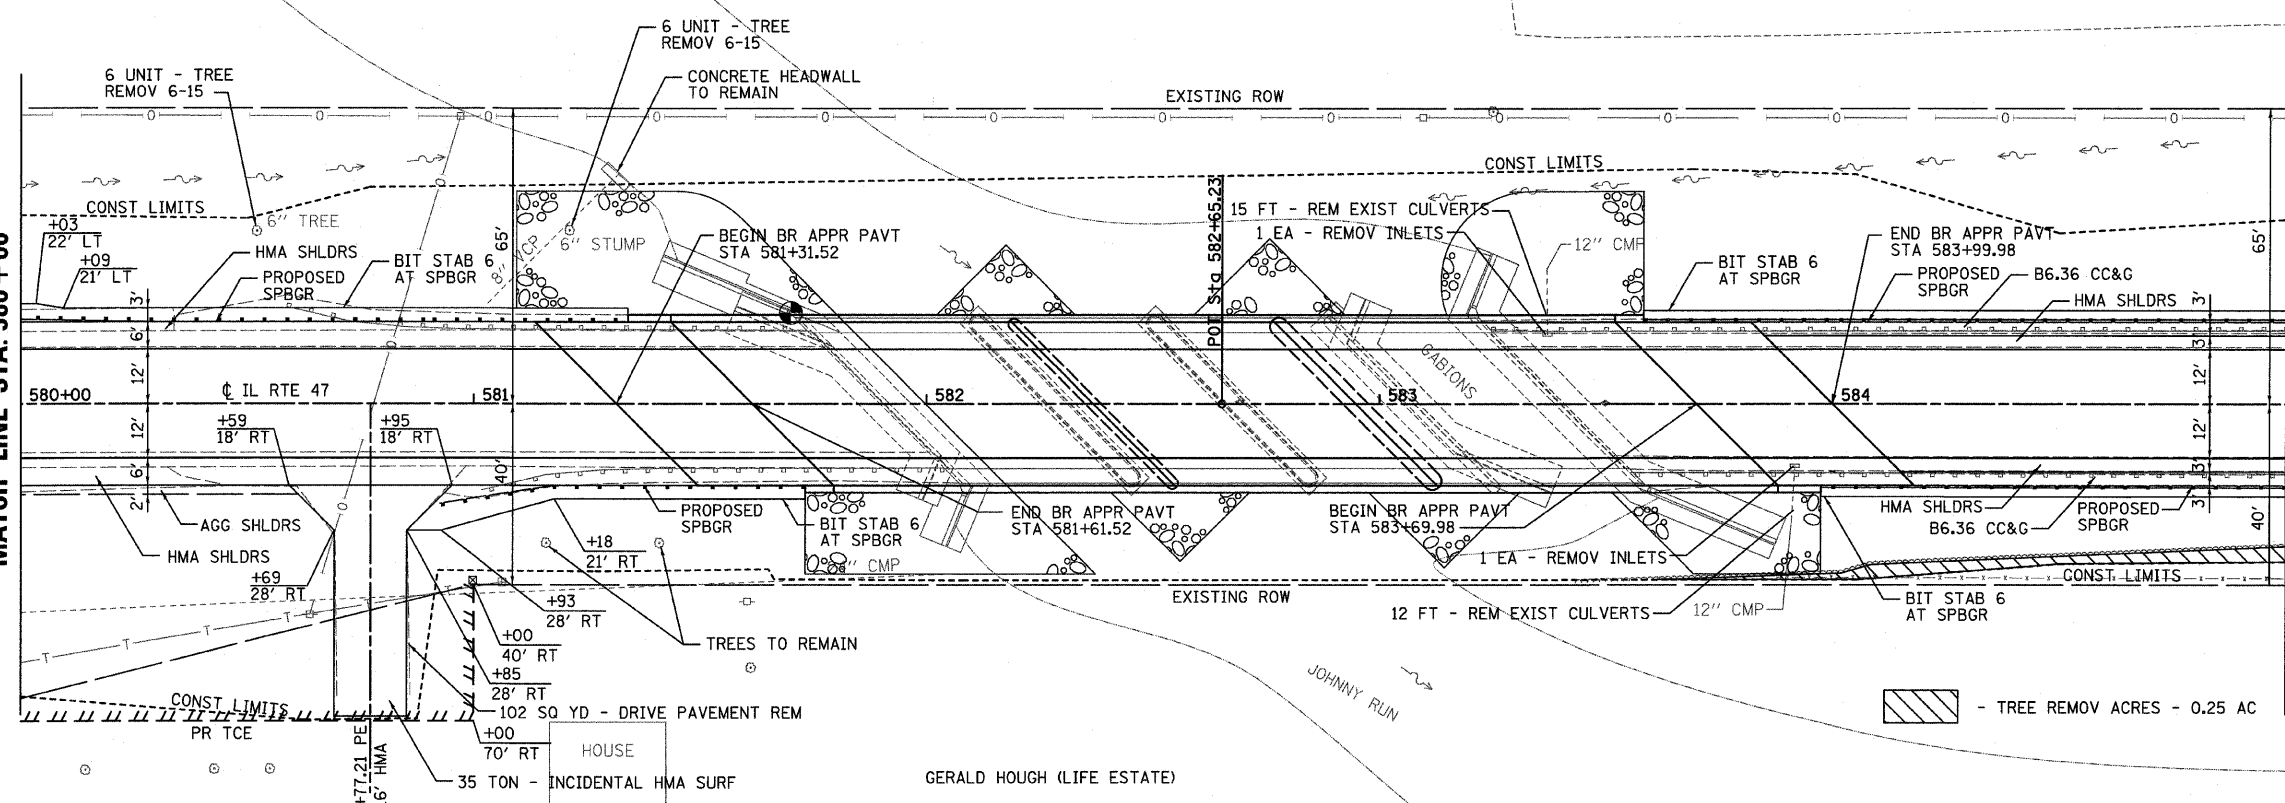 6 UNIT - TREE
REMOV 6-15
6 UNIT - TREE
REMOV 6-15
CONCRETE HEADWALL
TO REMAIN
EXISTING ROW
CONST LIMITS
CONST LIMITS
+03
22' LT
+09
21' LT
6" TREE
HMA SHLDRS
PROPOSED
SPBGR
BIT STAB 6
AT SPBGR
8" VCP
65'
6" STUMP
BEGIN BR APPR PAVT
STA 581+31.52
POT Sta 582+65.23
15 FT - REM EXIST CULVERTS
1 EA - REMOV INLETS
12" CMP
BIT STAB 6
AT SPBGR
END BR APPR PAVT
STA 583+99.98
PROPOSED
SPBGR
B6.36 CC&G
HMA SHLDRS
65'
3'
6'
12'
12'
6'
2'
3'
3'
12'
12'
3'
3'
580+00
℄ IL RTE 47
581
582
583
584
GABIONS
+59
18' RT
+95
18' RT
40'
AGG SHLDRS
HMA SHLDRS
+69
28' RT
PROPOSED
SPBGR
BIT STAB 6
AT SPBGR
" CMP
END BR APPR PAVT
STA 581+61.52
BEGIN BR APPR PAVT
STA 583+69.98
1 EA - REMOV INLETS
12 FT - REM EXIST CULVERTS
12" CMP
HMA SHLDRS
B6.36 CC&G
PROPOSED
SPBGR
40'
CONST LIMITS
BIT STAB 6
AT SPBGR
+18
21' RT
+93
28' RT
+00
40' RT
+85
28' RT
EXISTING ROW
TREES TO REMAIN
102 SQ YD - DRIVE PAVEMENT REM
+00
70' RT
CONST LIMITS
PR TCE
HOUSE
+77.21 PE
6' HMA
35 TON - INCIDENTAL HMA SURF
GERALD HOUGH (LIFE ESTATE)
JOHNNY RUN
- TREE REMOV ACRES - 0.25 AC